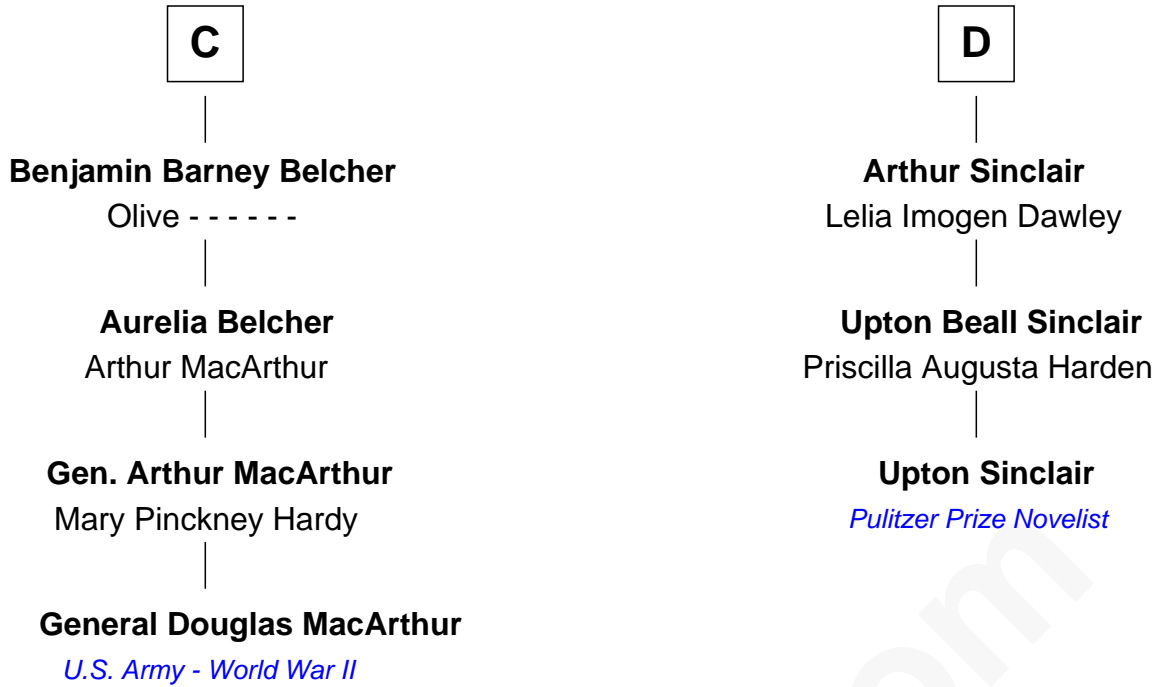 C
Benjamin Barney Belcher
Olive - - - - - -
Aurelia Belcher
Arthur MacArthur
Gen. Arthur MacArthur
Mary Pinckney Hardy
General Douglas MacArthur
U.S. Army - World War II
D
Arthur Sinclair
Lelia Imogen Dawley
Upton Beall Sinclair
Priscilla Augusta Harden
Upton Sinclair
Pulitzer Prize Novelist
om